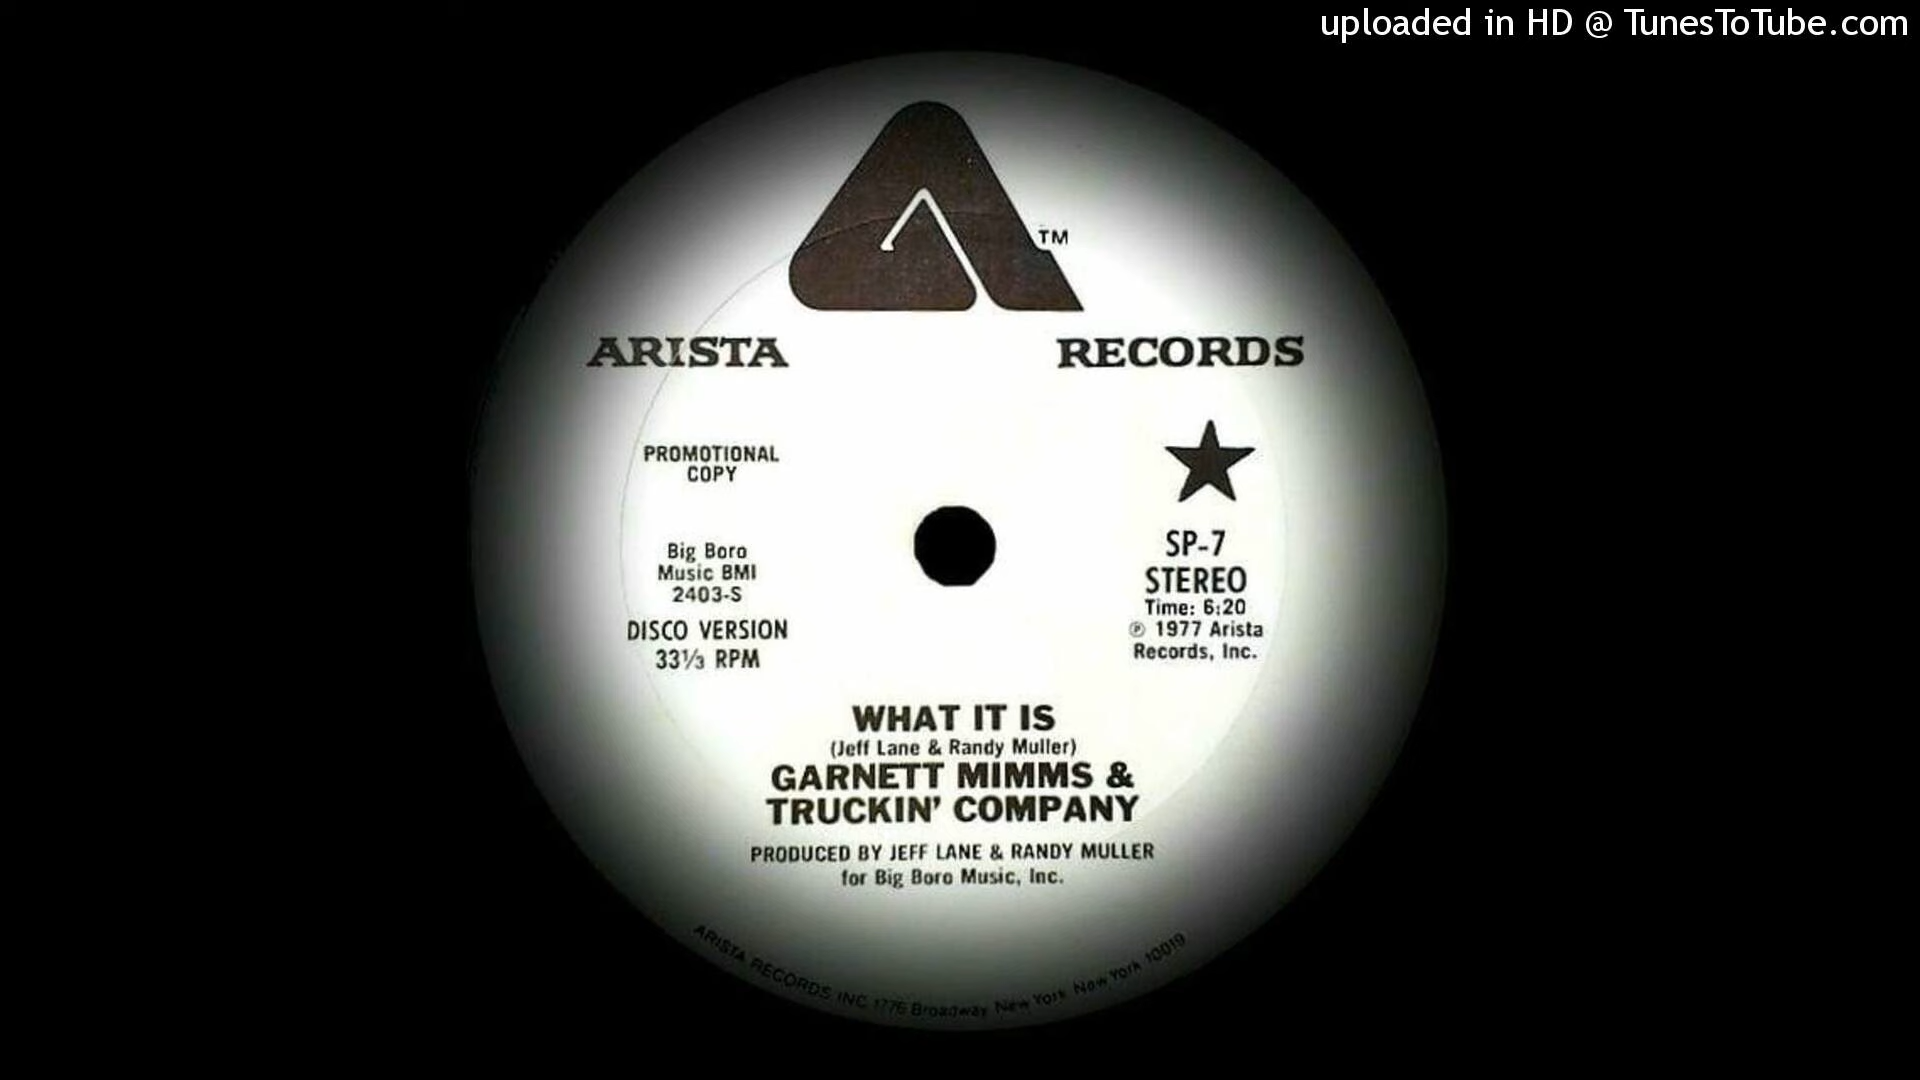 uploaded in HD @ TunesToTube.com
TM
ARISTA RECORDS
PROMOTIONAL
COPY
Big Boro
Music BMI
2403-S
DISCO VERSION
33⅓ RPM
SP-7
STEREO
Time: 6:20
℗ 1977 Arista
Records, Inc.
WHAT IT IS
(Jeff Lane & Randy Muller)
GARNETT MIMMS &
TRUCKIN' COMPANY
PRODUCED BY JEFF LANE & RANDY MULLER
for Big Boro Music, Inc.
ARISTA RECORDS INC 1776 Broadway New York New York 10019